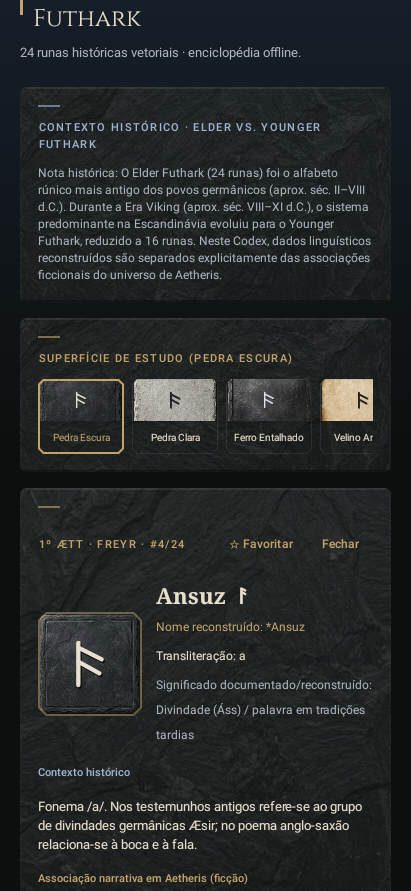 Futhark
24 runas históricas vetoriais · enciclopédia offline.
CONTEXTO HISTÓRICO · ELDER VS. YOUNGER
FUTHARK
Nota histórica: O Elder Futhark (24 runas) foi o alfabeto
rúnico mais antigo dos povos germânicos (aprox. séc. II–VIII
d.C.). Durante a Era Viking (aprox. séc. VIII–XI d.C.), o sistema
predominante na Escandinávia evoluiu para o Younger
Futhark, reduzido a 16 runas. Neste Codex, dados linguísticos
reconstruídos são separados explicitamente das associações
ficcionais do universo de Aetheris.
SUPERFÍCIE DE ESTUDO (PEDRA ESCURA)
ᚨ ᚨ ᚨ ᚨ
Pedra Escura Pedra Clara Ferro Entalhado Velino An
1º ÆTT · FREYR · #4/24 ☆ Favoritar Fechar
Ansuz ᚨ
ᚨ
Nome reconstruído: *Ansuz
Transliteração: a
Significado documentado/reconstruído:
Divindade (Áss) / palavra em tradições
tardias
Contexto histórico
Fonema /a/. Nos testemunhos antigos refere-se ao grupo
de divindades germânicas Æsir; no poema anglo-saxão
relaciona-se à boca e à fala.
Associação narrativa em Aetheris (ficção)